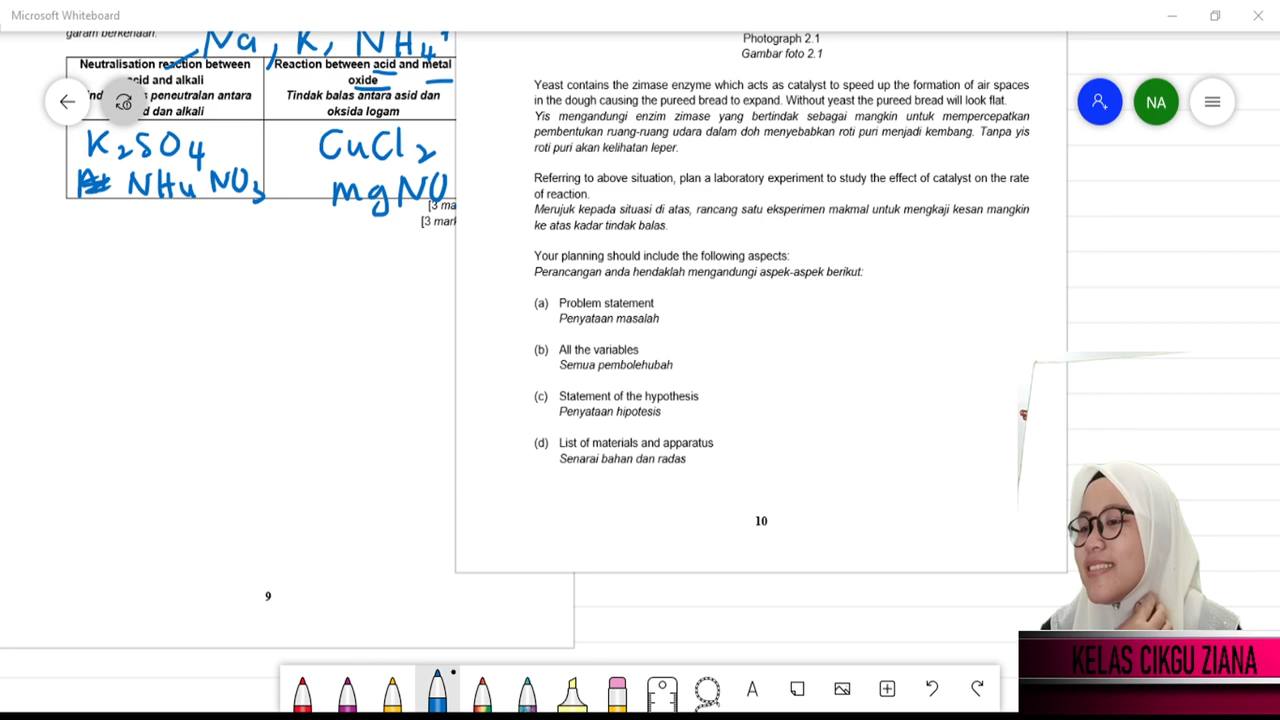 Microsoft Whiteboard
garam berkenaan.
Na, K, NH4+
Neutralisation reaction between
acid and alkali
s peneutralan antara
d dan alkali
Reaction between acid and metal
oxide
Tindak balas antara asid dan
oksida logam
K2SO4
NH4 NO3
CuCl2
mgNO
[3 ma
[3 mark
9
Photograph 2.1
Gambar foto 2.1
Yeast contains the zimase enzyme which acts as catalyst to speed up the formation of air spaces
in the dough causing the pureed bread to expand. Without yeast the pureed bread will look flat.
Yis mengandungi enzim zimase yang bertindak sebagai mangkin untuk mempercepatkan
pembentukan ruang-ruang udara dalam doh menyebabkan roti puri menjadi kembang. Tanpa yis
roti puri akan kelihatan leper.
Referring to above situation, plan a laboratory experiment to study the effect of catalyst on the rate
of reaction.
Merujuk kepada situasi di atas, rancang satu eksperimen makmal untuk mengkaji kesan mangkin
ke atas kadar tindak balas.
Your planning should include the following aspects:
Perancangan anda hendaklah mengandungi aspek-aspek berikut:
(a) Problem statement
Penyataan masalah
(b) All the variables
Semua pembolehubah
(c) Statement of the hypothesis
Penyataan hipotesis
(d) List of materials and apparatus
Senarai bahan dan radas
10
NA
KELAS CIKGU ZIANA
A